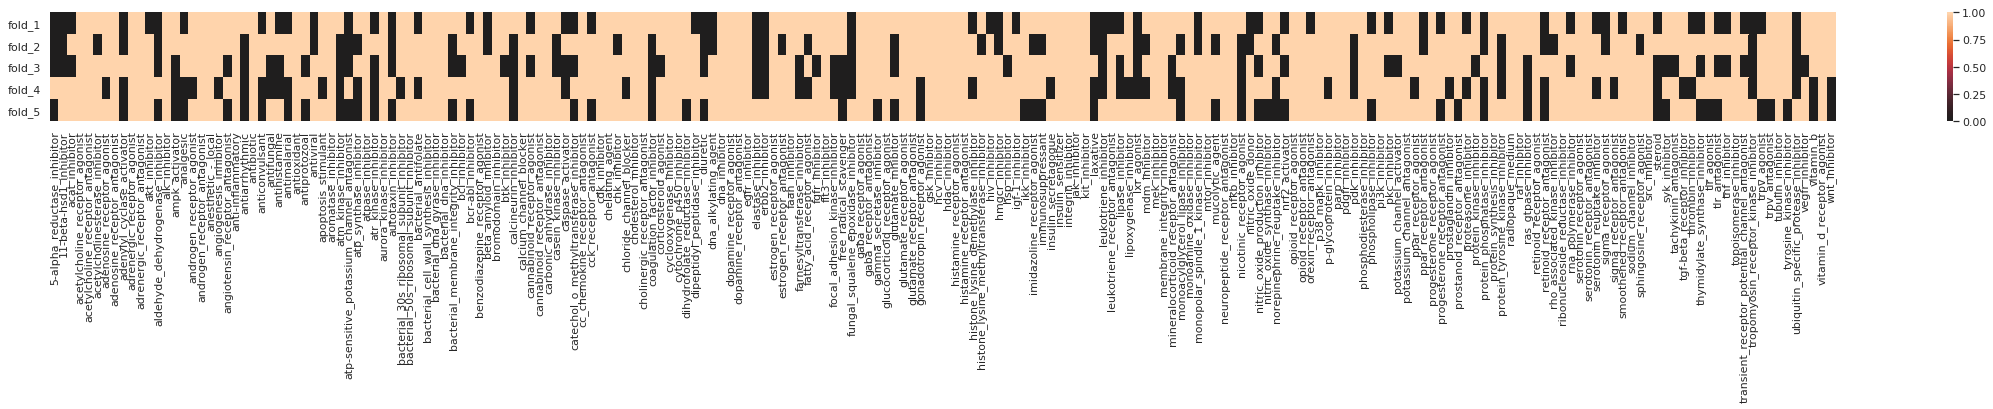 fold_1
fold_2
fold_3
fold_4
fold_5
1.00
0.75
0.50
0.25
0.00
5-alpha_reductase_inhibitor
11-beta-hsd1_inhibitor
acat_inhibitor
acetylcholine_receptor_agonist
acetylcholine_receptor_antagonist
acetylcholinesterase_inhibitor
adenosine_receptor_agonist
adenosine_receptor_antagonist
adenylyl_cyclase_activator
adrenergic_receptor_agonist
adrenergic_receptor_antagonist
akt_inhibitor
aldehyde_dehydrogenase_inhibitor
alk_inhibitor
ampk_activator
analgesic
androgen_receptor_agonist
androgen_receptor_antagonist
anesthetic_-_local
angiogenesis_inhibitor
angiotensin_receptor_antagonist
anti-inflammatory
antiarrhythmic
antibiotic
anticonvulsant
antifungal
antihistamine
antimalarial
antioxidant
antiprotozoal
antiviral
apoptosis_stimulant
aromatase_inhibitor
atm_kinase_inhibitor
atp-sensitive_potassium_channel_antagonist
atp_synthase_inhibitor
atpase_inhibitor
atr_kinase_inhibitor
aurora_kinase_inhibitor
autotaxin_inhibitor
bacterial_30s_ribosomal_subunit_inhibitor
bacterial_50s_ribosomal_subunit_inhibitor
bacterial_antifolate
bacterial_cell_wall_synthesis_inhibitor
bacterial_dna_gyrase_inhibitor
bacterial_dna_inhibitor
bacterial_membrane_integrity_inhibitor
bcl_inhibitor
bcr-abl_inhibitor
benzodiazepine_receptor_agonist
beta_amyloid_inhibitor
bromodomain_inhibitor
btk_inhibitor
calcineurin_inhibitor
calcium_channel_blocker
cannabinoid_receptor_agonist
cannabinoid_receptor_antagonist
carbonic_anhydrase_inhibitor
casein_kinase_inhibitor
caspase_activator
catechol_o_methyltransferase_inhibitor
cc_chemokine_receptor_antagonist
cck_receptor_antagonist
cdk_inhibitor
chelating_agent
chk_inhibitor
chloride_channel_blocker
cholesterol_inhibitor
cholinergic_receptor_antagonist
coagulation_factor_inhibitor
corticosteroid_agonist
cyclooxygenase_inhibitor
cytochrome_p450_inhibitor
dihydrofolate_reductase_inhibitor
dipeptidyl_peptidase_inhibitor
diuretic
dna_alkylating_agent
dna_inhibitor
dopamine_receptor_agonist
dopamine_receptor_antagonist
egfr_inhibitor
elastase_inhibitor
erbb2_inhibitor
estrogen_receptor_agonist
estrogen_receptor_antagonist
faah_inhibitor
farnesyltransferase_inhibitor
fatty_acid_receptor_agonist
fgfr_inhibitor
flt3_inhibitor
focal_adhesion_kinase_inhibitor
free_radical_scavenger
fungal_squalene_epoxidase_inhibitor
gaba_receptor_agonist
gaba_receptor_antagonist
gamma_secretase_inhibitor
glucocorticoid_receptor_agonist
glutamate_inhibitor
glutamate_receptor_agonist
glutamate_receptor_antagonist
gonadotropin_receptor_agonist
gsk_inhibitor
hcv_inhibitor
hdac_inhibitor
histamine_receptor_agonist
histamine_receptor_antagonist
histone_lysine_demethylase_inhibitor
histone_lysine_methyltransferase_inhibitor
hiv_inhibitor
hmgcr_inhibitor
hsp_inhibitor
igf-1_inhibitor
ikk_inhibitor
imidazoline_receptor_agonist
immunosuppressant
insulin_secretagogue
insulin_sensitizer
integrin_inhibitor
jak_inhibitor
kit_inhibitor
laxative
leukotriene_inhibitor
leukotriene_receptor_antagonist
lipase_inhibitor
lipoxygenase_inhibitor
lxr_agonist
mdm_inhibitor
mek_inhibitor
membrane_integrity_inhibitor
mineralocorticoid_receptor_antagonist
monoacylglycerol_lipase_inhibitor
monoamine_oxidase_inhibitor
monopolar_spindle_1_kinase_inhibitor
mtor_inhibitor
mucolytic_agent
neuropeptide_receptor_antagonist
nfkb_inhibitor
nicotinic_receptor_agonist
nitric_oxide_donor
nitric_oxide_production_inhibitor
nitric_oxide_synthase_inhibitor
norepinephrine_reuptake_inhibitor
nrf2_activator
opioid_receptor_agonist
opioid_receptor_antagonist
orexin_receptor_antagonist
p38_mapk_inhibitor
p-glycoprotein_inhibitor
parp_inhibitor
pdgfr_inhibitor
pdk_inhibitor
phosphodiesterase_inhibitor
phospholipase_inhibitor
pi3k_inhibitor
pkc_inhibitor
potassium_channel_activator
potassium_channel_antagonist
ppar_receptor_agonist
ppar_receptor_antagonist
progesterone_receptor_agonist
progesterone_receptor_antagonist
prostaglandin_inhibitor
prostanoid_receptor_antagonist
proteasome_inhibitor
protein_kinase_inhibitor
protein_phosphatase_inhibitor
protein_synthesis_inhibitor
protein_tyrosine_kinase_inhibitor
radiopaque_medium
raf_inhibitor
ras_gtpase_inhibitor
retinoid_receptor_agonist
retinoid_receptor_antagonist
rho_associated_kinase_inhibitor
ribonucleoside_reductase_inhibitor
rna_polymerase_inhibitor
serotonin_receptor_agonist
serotonin_receptor_antagonist
serotonin_reuptake_inhibitor
sigma_receptor_agonist
sigma_receptor_antagonist
smoothened_receptor_antagonist
sodium_channel_inhibitor
sphingosine_receptor_agonist
src_inhibitor
steroid
syk_inhibitor
tachykinin_antagonist
tgf-beta_receptor_inhibitor
thrombin_inhibitor
thymidylate_synthase_inhibitor
tlr_agonist
tlr_antagonist
tnf_inhibitor
topoisomerase_inhibitor
transient_receptor_potential_channel_antagonist
tropomyosin_receptor_kinase_inhibitor
trpv_agonist
trpv_antagonist
tubulin_inhibitor
tyrosine_kinase_inhibitor
ubiquitin_specific_protease_inhibitor
vegfr_inhibitor
vitamin_b
vitamin_d_receptor_agonist
wnt_inhibitor